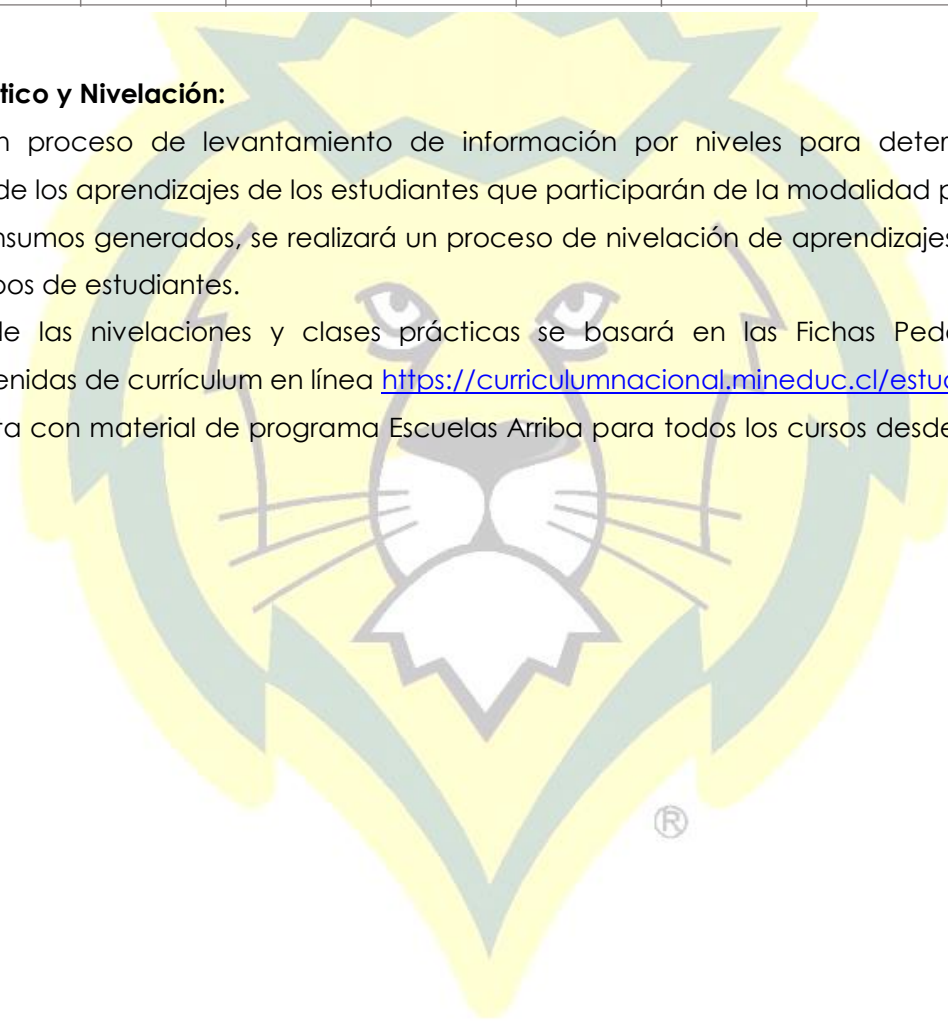 tico y Nivelación:
n proceso de levantamiento de información por niveles para deter
de los aprendizajes de los estudiantes que participarán de la modalidad p
nsumos generados, se realizará un proceso de nivelación de aprendizajes
pos de estudiantes.
de las nivelaciones y clases prácticas se basará en las Fichas Ped
enidas de currículum en línea https://curriculumnacional.mineduc.cl/estu
ta con material de programa Escuelas Arriba para todos los cursos desde
®